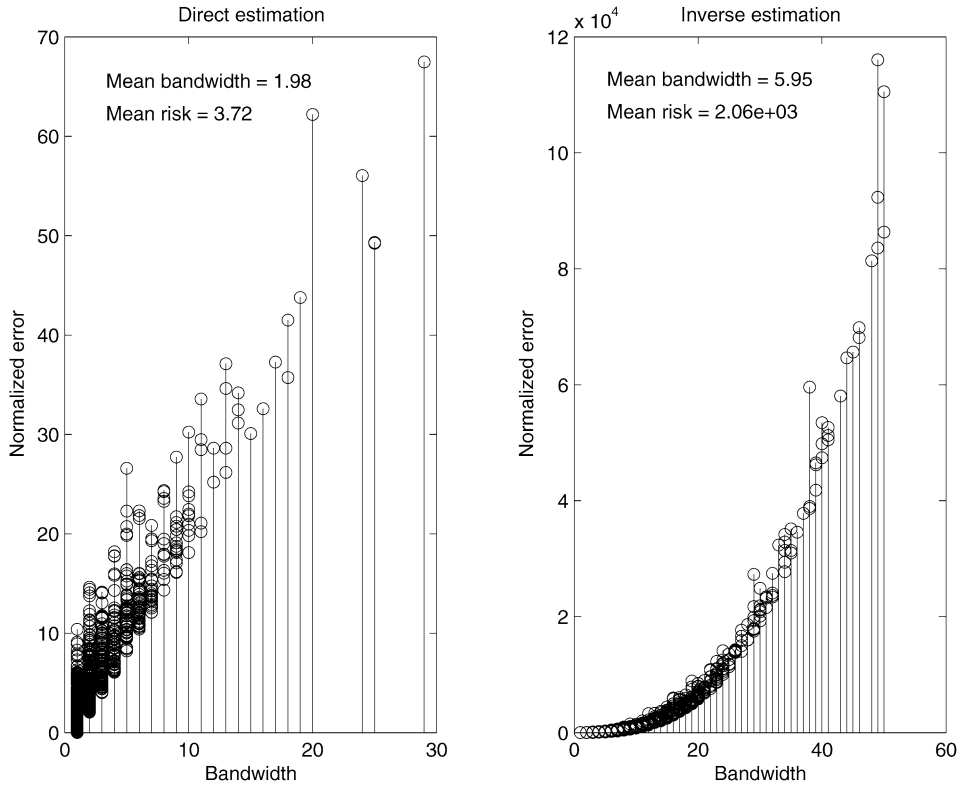 Direct estimation
70
60
50
40
30
20
10
0
0 10 20 30
Mean bandwidth = 1.98
Mean risk = 3.72
Normalized error
Bandwidth
Inverse estimation
x 10⁴
12
10
8
6
4
2
0
0 20 40 60
Mean bandwidth = 5.95
Mean risk = 2.06e+03
Normalized error
Bandwidth